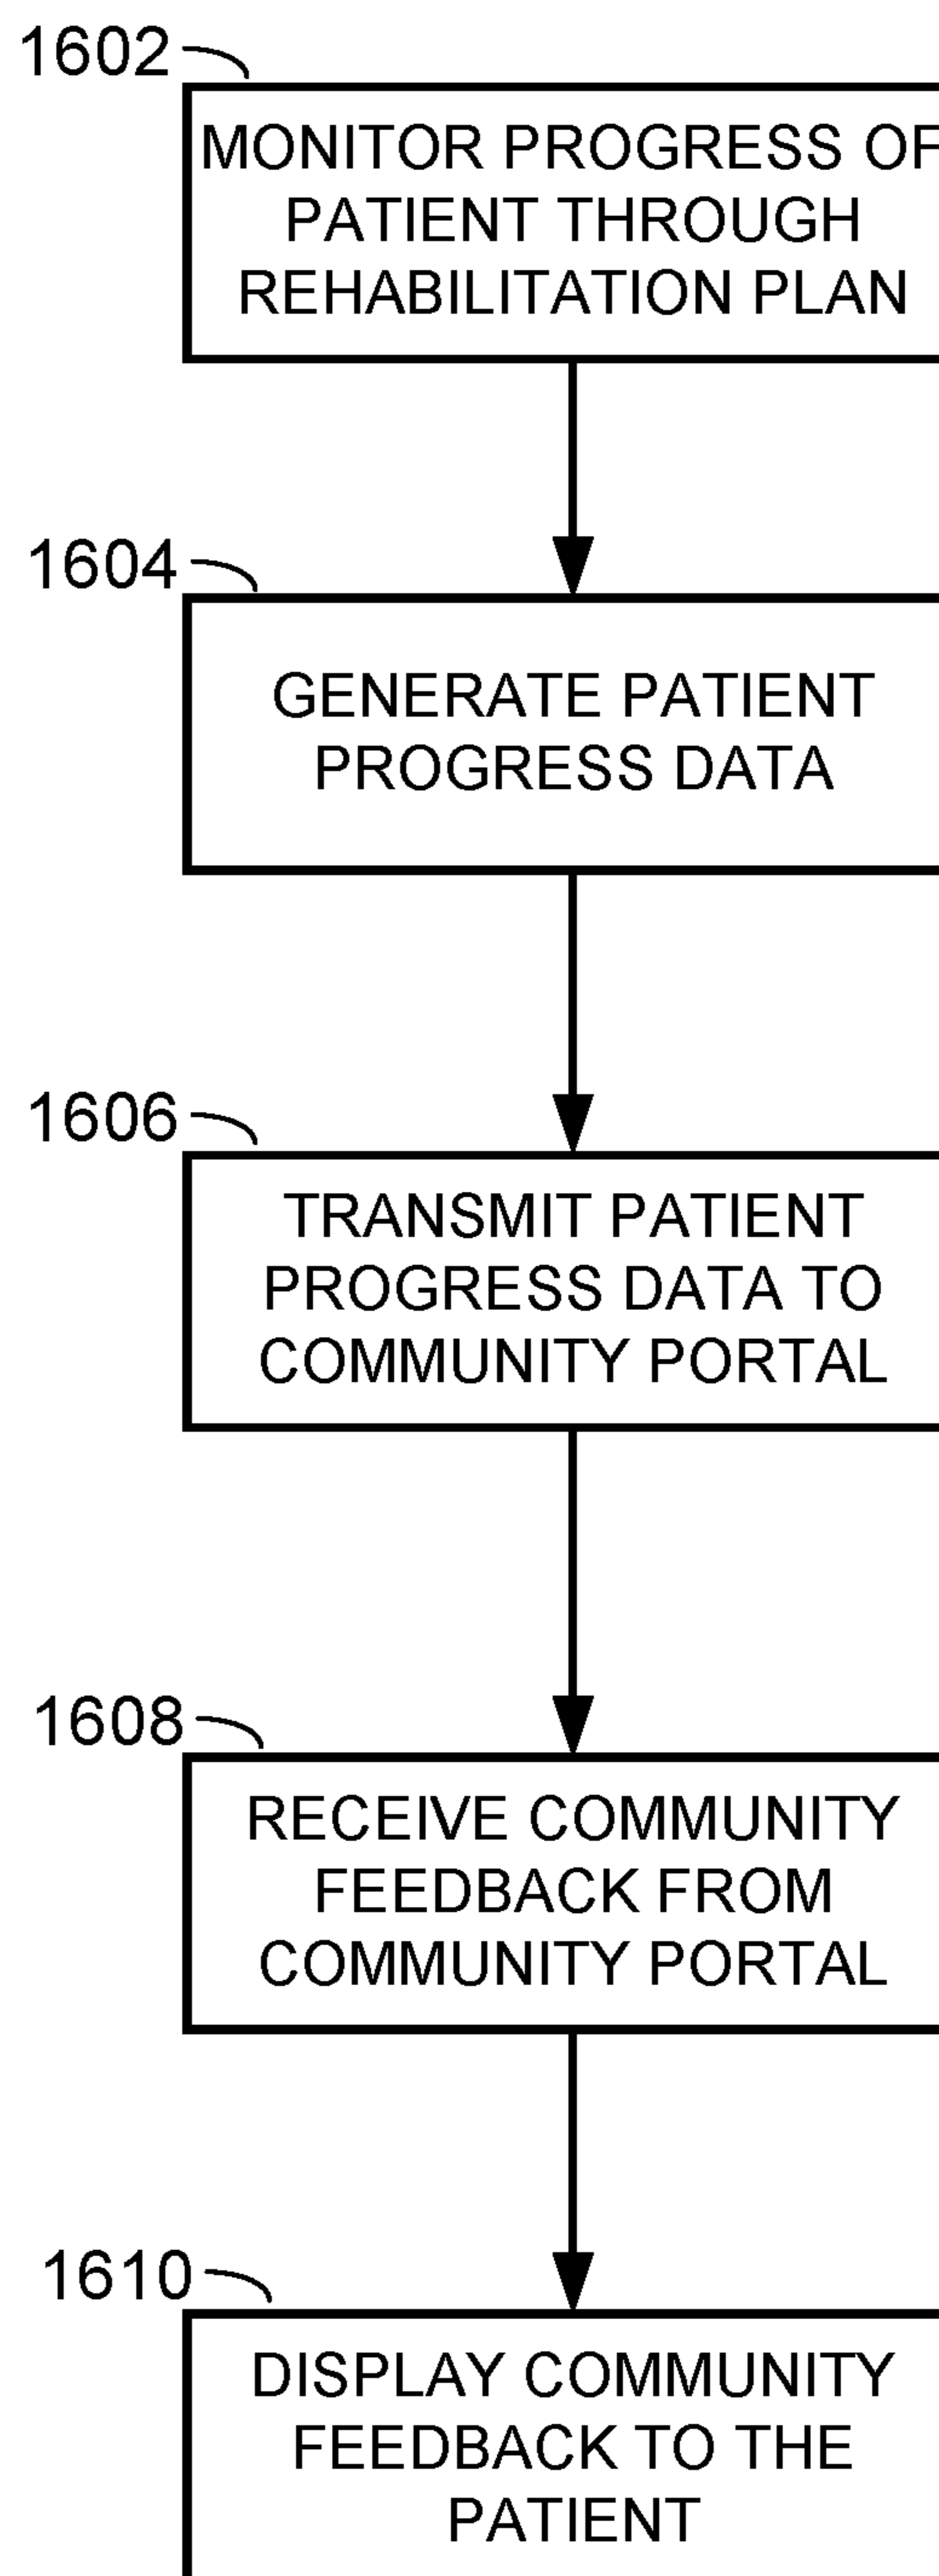 1602
MONITOR PROGRESS OF
PATIENT THROUGH
REHABILITATION PLAN
1604
GENERATE PATIENT
PROGRESS DATA
1606
TRANSMIT PATIENT
PROGRESS DATA TO
COMMUNITY PORTAL
1608
RECEIVE COMMUNITY
FEEDBACK FROM
COMMUNITY PORTAL
1610
DISPLAY COMMUNITY
FEEDBACK TO THE
PATIENT